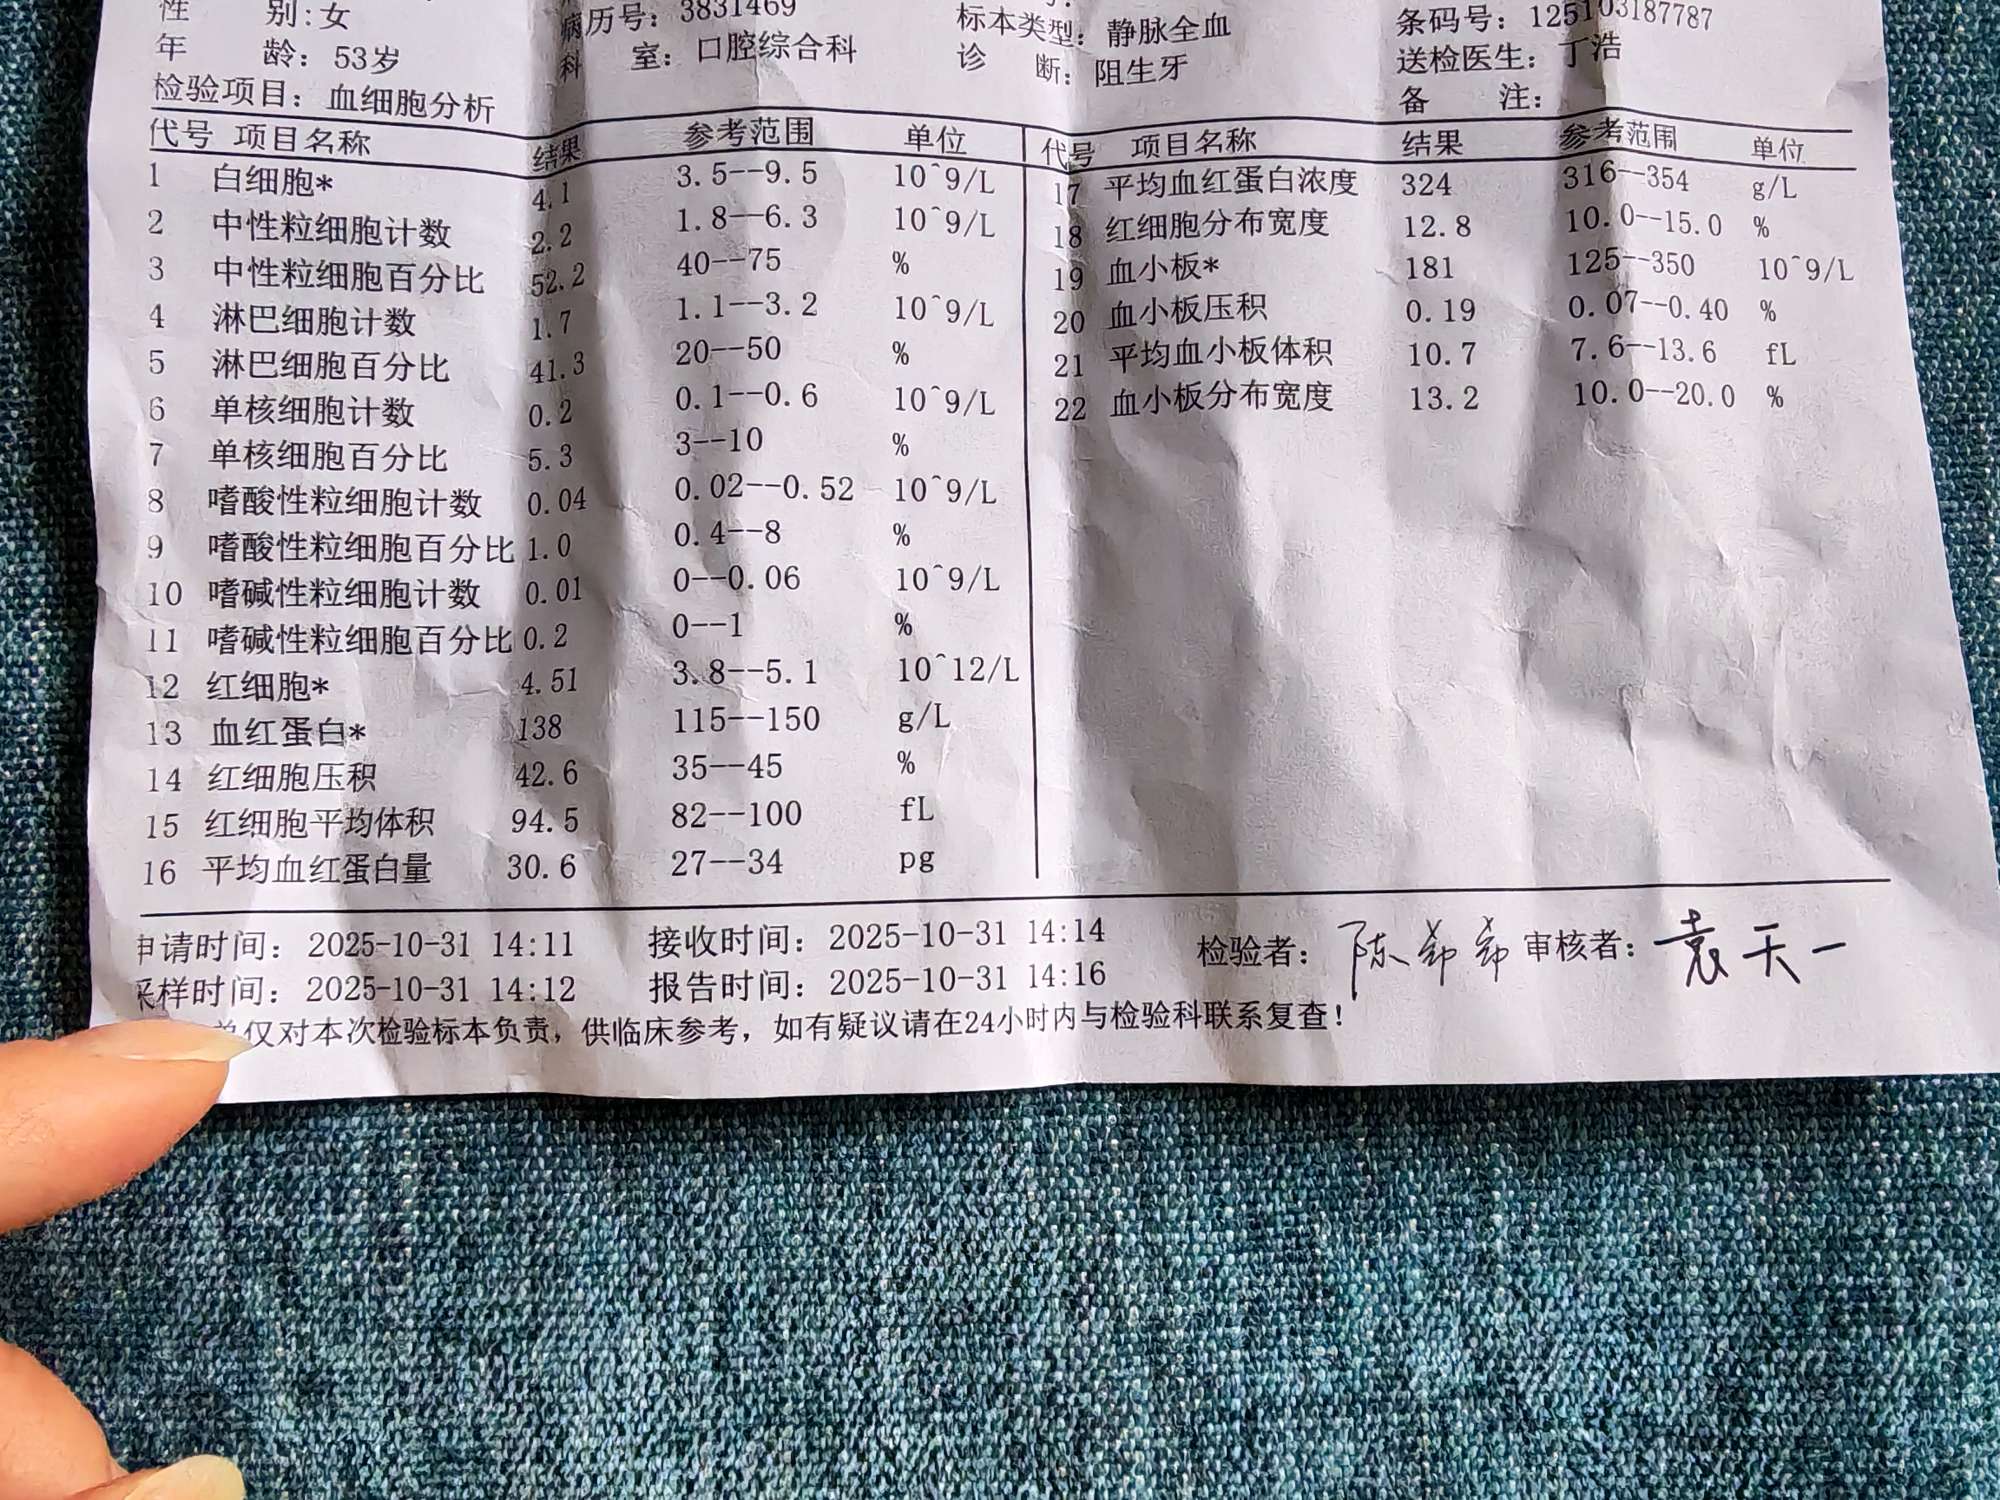 性 别:女 病历号: 3831469 标本类型: 静脉全血 条码号: 125103187787
年 龄: 53岁 科 室: 口腔综合科 诊 断: 阻生牙 送检医生: 丁浩
检验项目: 血细胞分析 备 注:
代号 项目名称 结果 参考范围 单位 代号 项目名称 结果 参考范围 单位
1 白细胞* 4.1 3.5--9.5 10^9/L 17 平均血红蛋白浓度 324 316--354 g/L
2 中性粒细胞计数 2.2 1.8--6.3 10^9/L 18 红细胞分布宽度 12.8 10.0--15.0 %
3 中性粒细胞百分比 52.2 40--75 % 19 血小板* 181 125--350 10^9/L
4 淋巴细胞计数 1.7 1.1--3.2 10^9/L 20 血小板压积 0.19 0.07--0.40 %
5 淋巴细胞百分比 41.3 20--50 % 21 平均血小板体积 10.7 7.6--13.6 fL
6 单核细胞计数 0.2 0.1--0.6 10^9/L 22 血小板分布宽度 13.2 10.0--20.0 %
7 单核细胞百分比 5.3 3--10 %
8 嗜酸性粒细胞计数 0.04 0.02--0.52 10^9/L
9 嗜酸性粒细胞百分比 1.0 0.4--8 %
10 嗜碱性粒细胞计数 0.01 0--0.06 10^9/L
11 嗜碱性粒细胞百分比 0.2 0--1 %
12 红细胞* 4.51 3.8--5.1 10^12/L
13 血红蛋白* 138 115--150 g/L
14 红细胞压积 42.6 35--45 %
15 红细胞平均体积 94.5 82--100 fL
16 平均血红蛋白量 30.6 27--34 pg
申请时间: 2025-10-31 14:11 接收时间: 2025-10-31 14:14 检验者: 陈希希 审核者: 袁天一
采样时间: 2025-10-31 14:12 报告时间: 2025-10-31 14:16
单仅对本次检验标本负责, 供临床参考, 如有疑议请在24小时内与检验科联系复查!